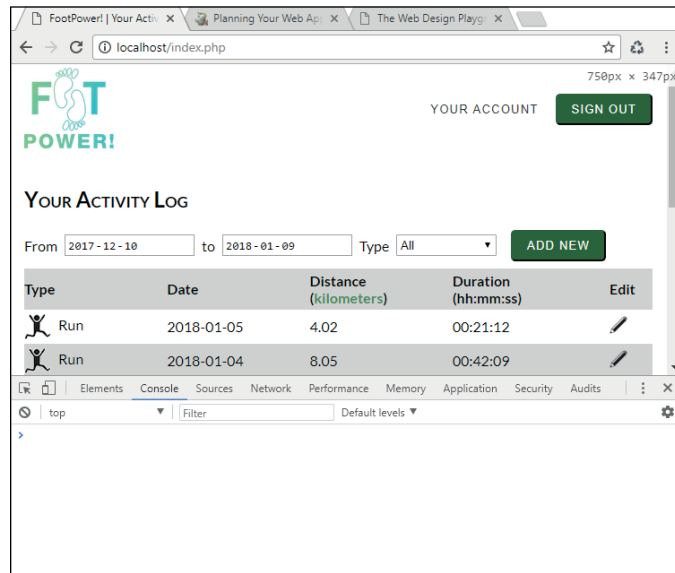 FootPower! | Your Activ Planning Your Web Ap The Web Design Playgr
localhost/index.php
750px × 347px
F T
POWER!
YOUR ACCOUNT SIGN OUT
YOUR ACTIVITY LOG
From 2017-12-10 to 2018-01-09 Type All ADD NEW
Type Date Distance (kilometers) Duration (hh:mm:ss) Edit
Run 2018-01-05 4.02 00:21:12
Run 2018-01-04 8.05 00:42:09
Elements Console Sources Network Performance Memory Application Security Audits
top Filter Default levels